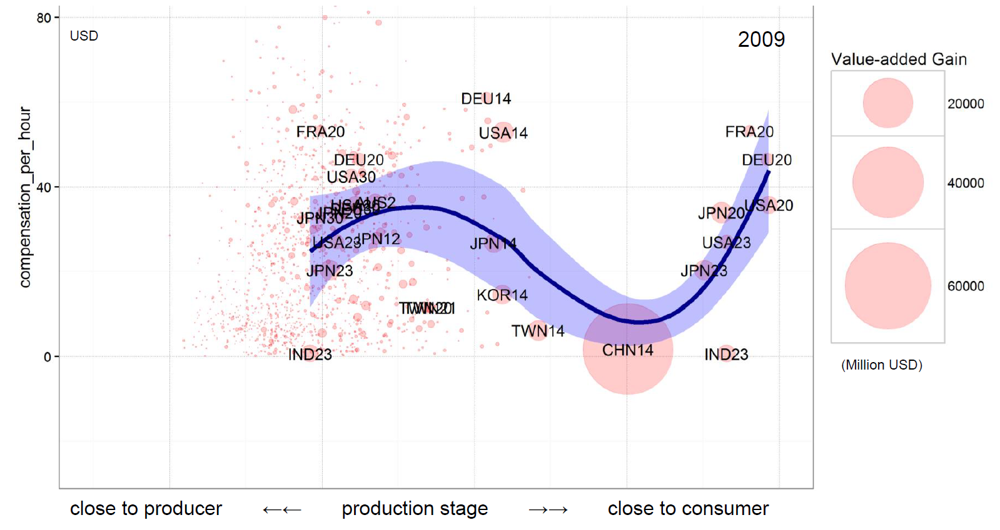 80
USD
2009
Value-added Gain
20000
40000
60000
(Million USD)
compensation_per_hour
40
0
DEU14
USA14
FRA20
FRA20
DEU20
DEU20
USA30
AUS2
JPN30
USA20
JPN20
USA23
JPN12
JPN14
USA23
JPN23
JPN23
KOR14
TWN14
CHN14
IND23
IND23
close to producer ←← production stage →→ close to consumer